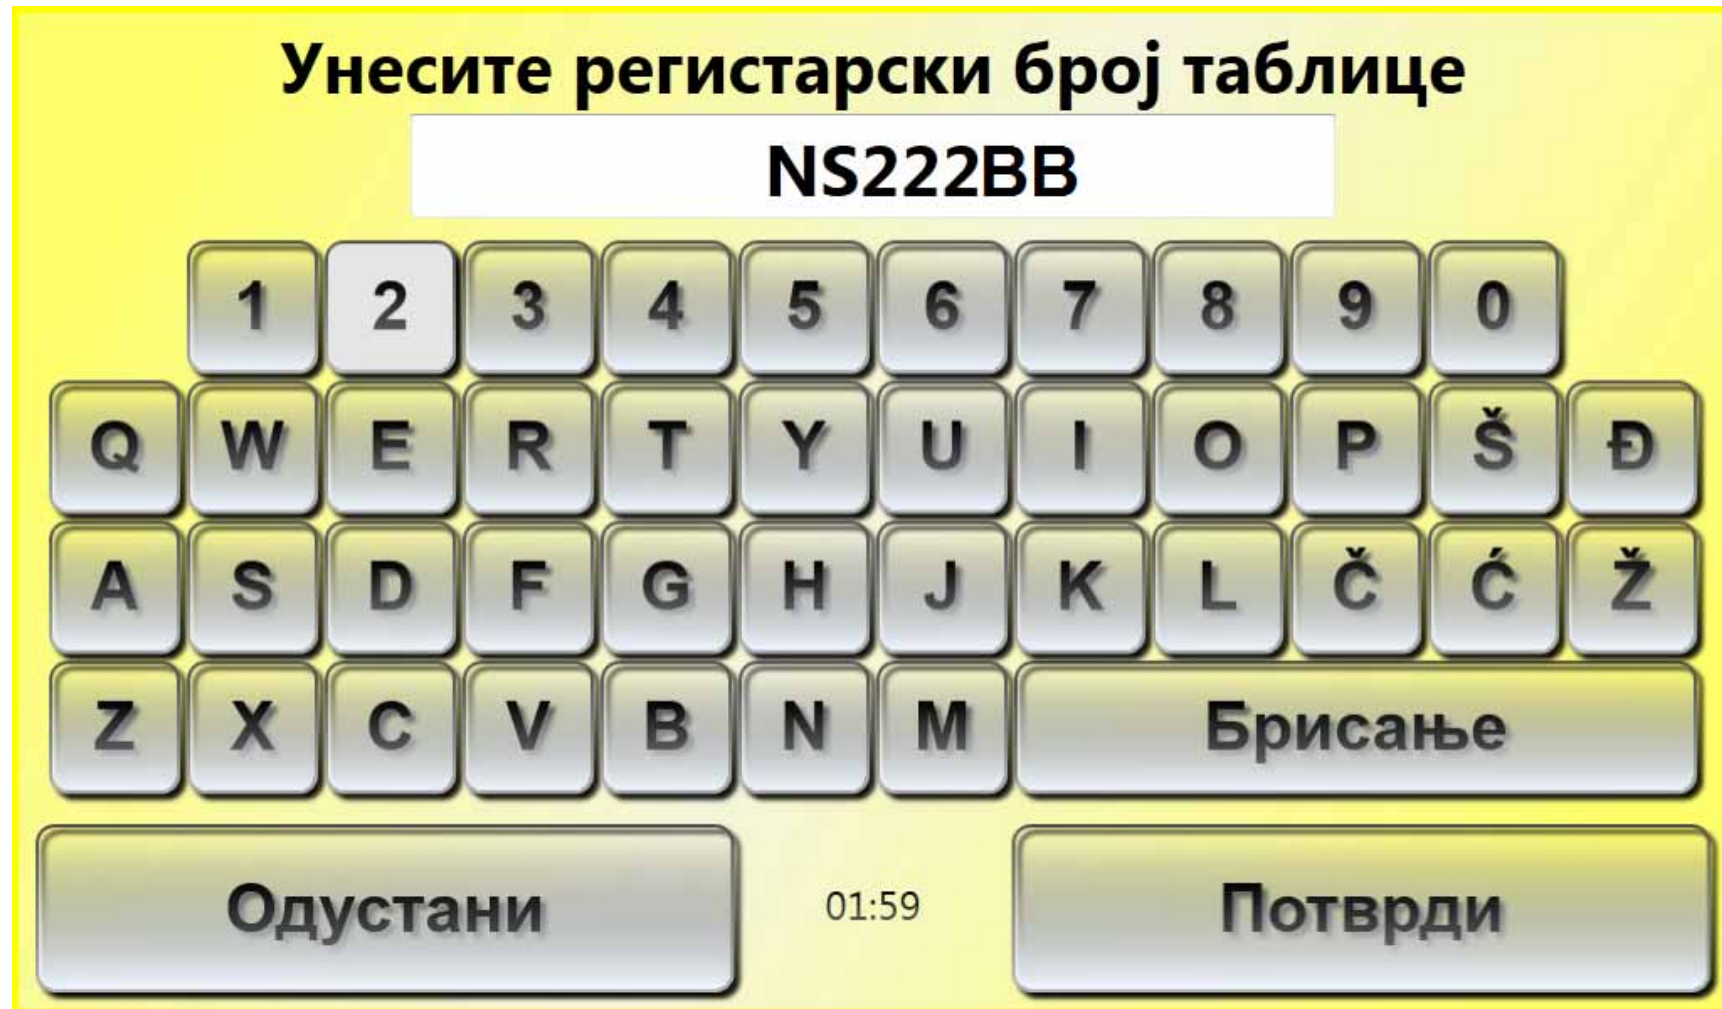 Унесите регистарски број таблице
NS222BB
1 2 3 4 5 6 7 8 9 0
Q W E R T Y U I O P Š Đ
A S D F G H J K L Č Ć Ž
Z X C V B N M Брисање
Одустани 01:59 Потврди